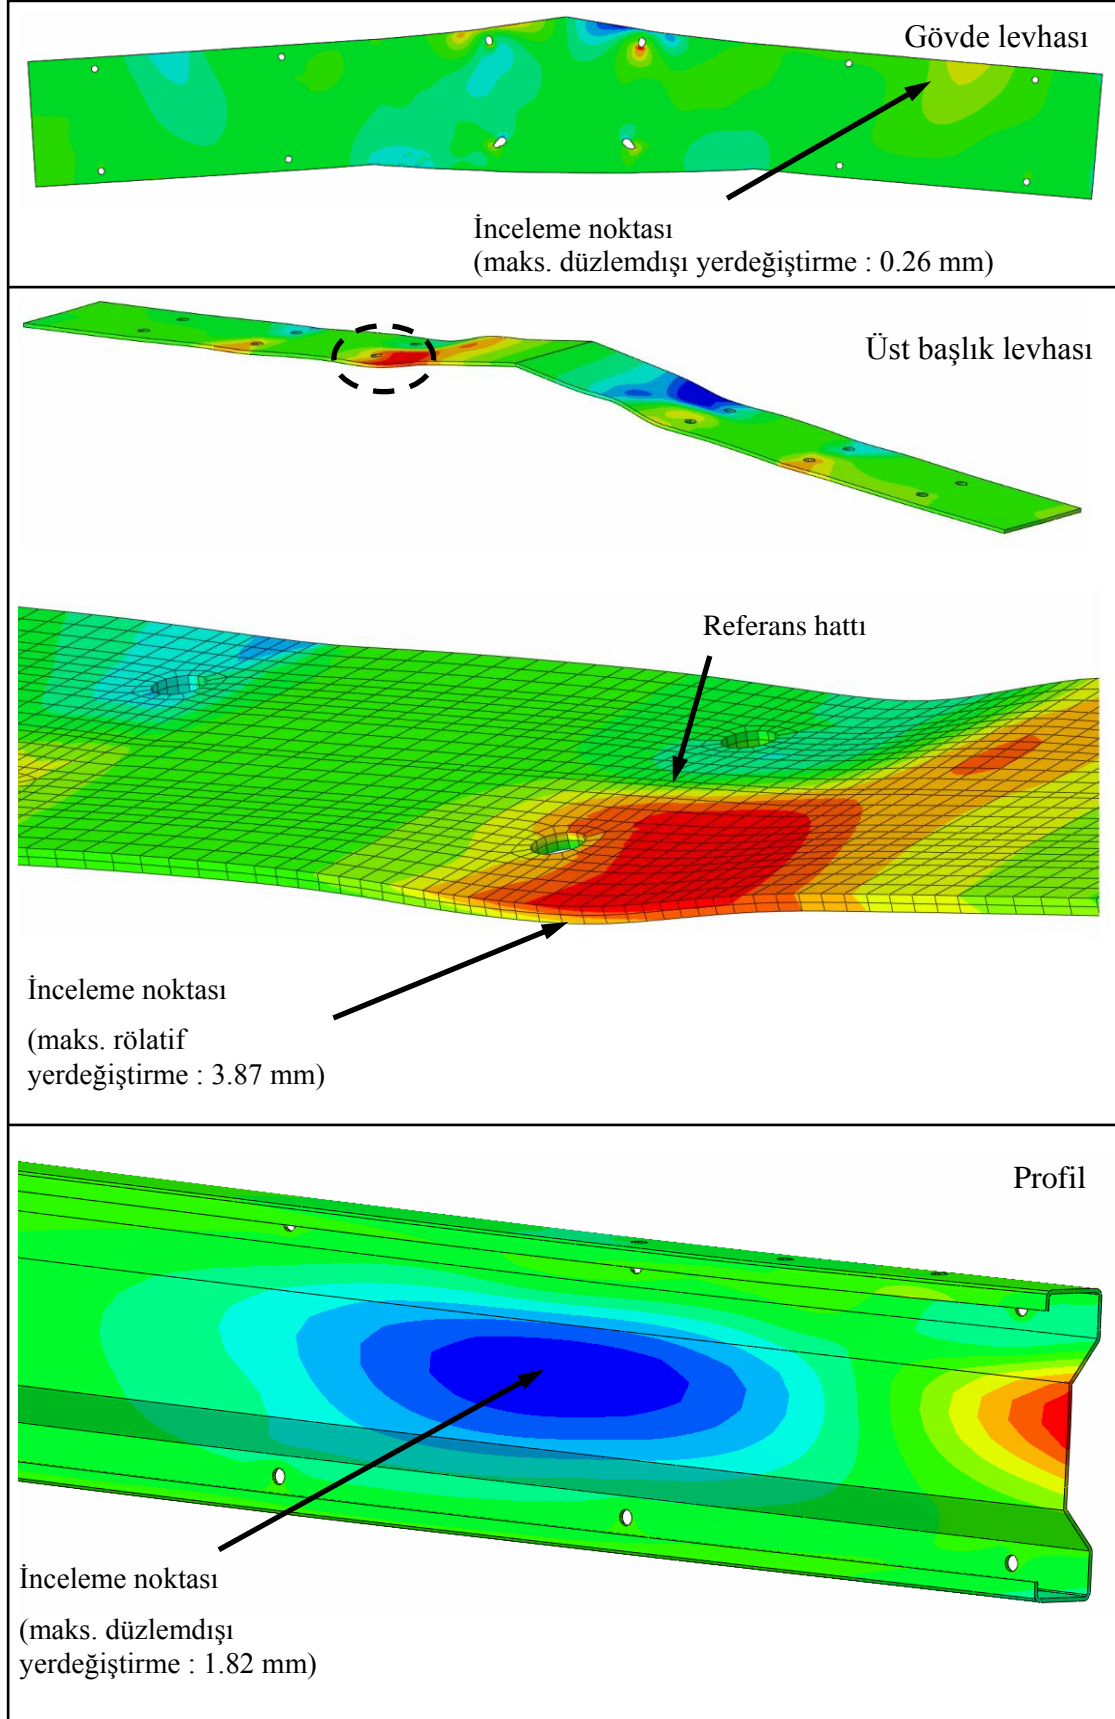 Gövde levhası
İnceleme noktası
(maks. düzlemdışı yerdeğiştirme : 0.26 mm)
Üst başlık levhası
Referans hattı
İnceleme noktası
(maks. rölatif
yerdeğiştirme : 3.87 mm)
Profil
İnceleme noktası
(maks. düzlemdışı
yerdeğiştirme : 1.82 mm)